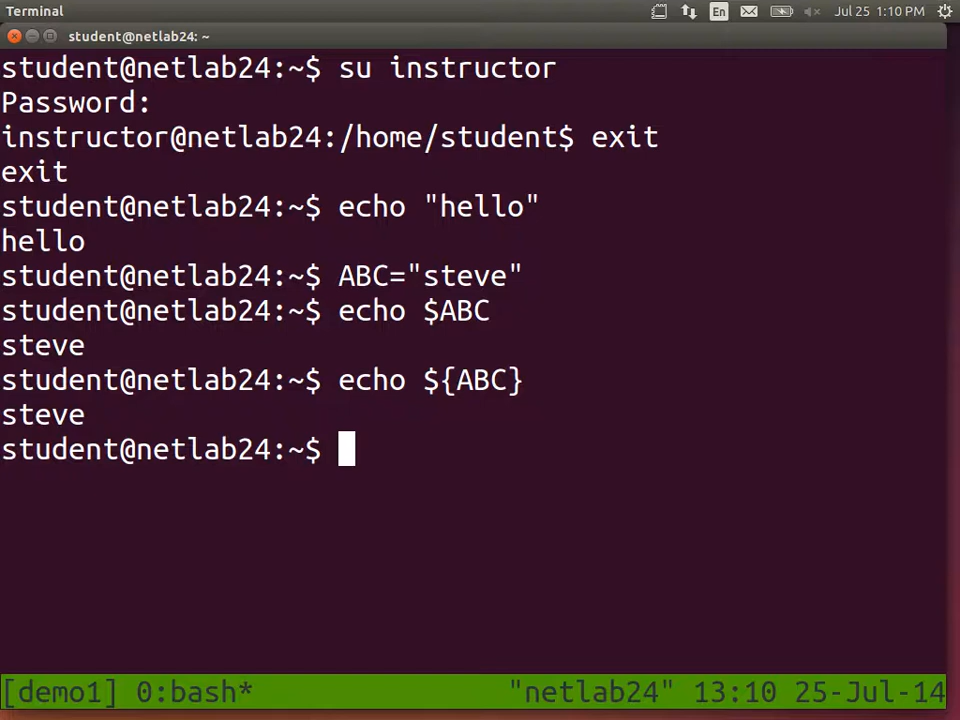 Terminal En Jul 25 1:10 PM
student@netlab24: ~
student@netlab24:~$ su instructor
Password:
instructor@netlab24:/home/student$ exit
exit
student@netlab24:~$ echo "hello"
hello
student@netlab24:~$ ABC="steve"
student@netlab24:~$ echo $ABC
steve
student@netlab24:~$ echo ${ABC}
steve
student@netlab24:~$
[demo1] 0:bash* "netlab24" 13:10 25-Jul-14